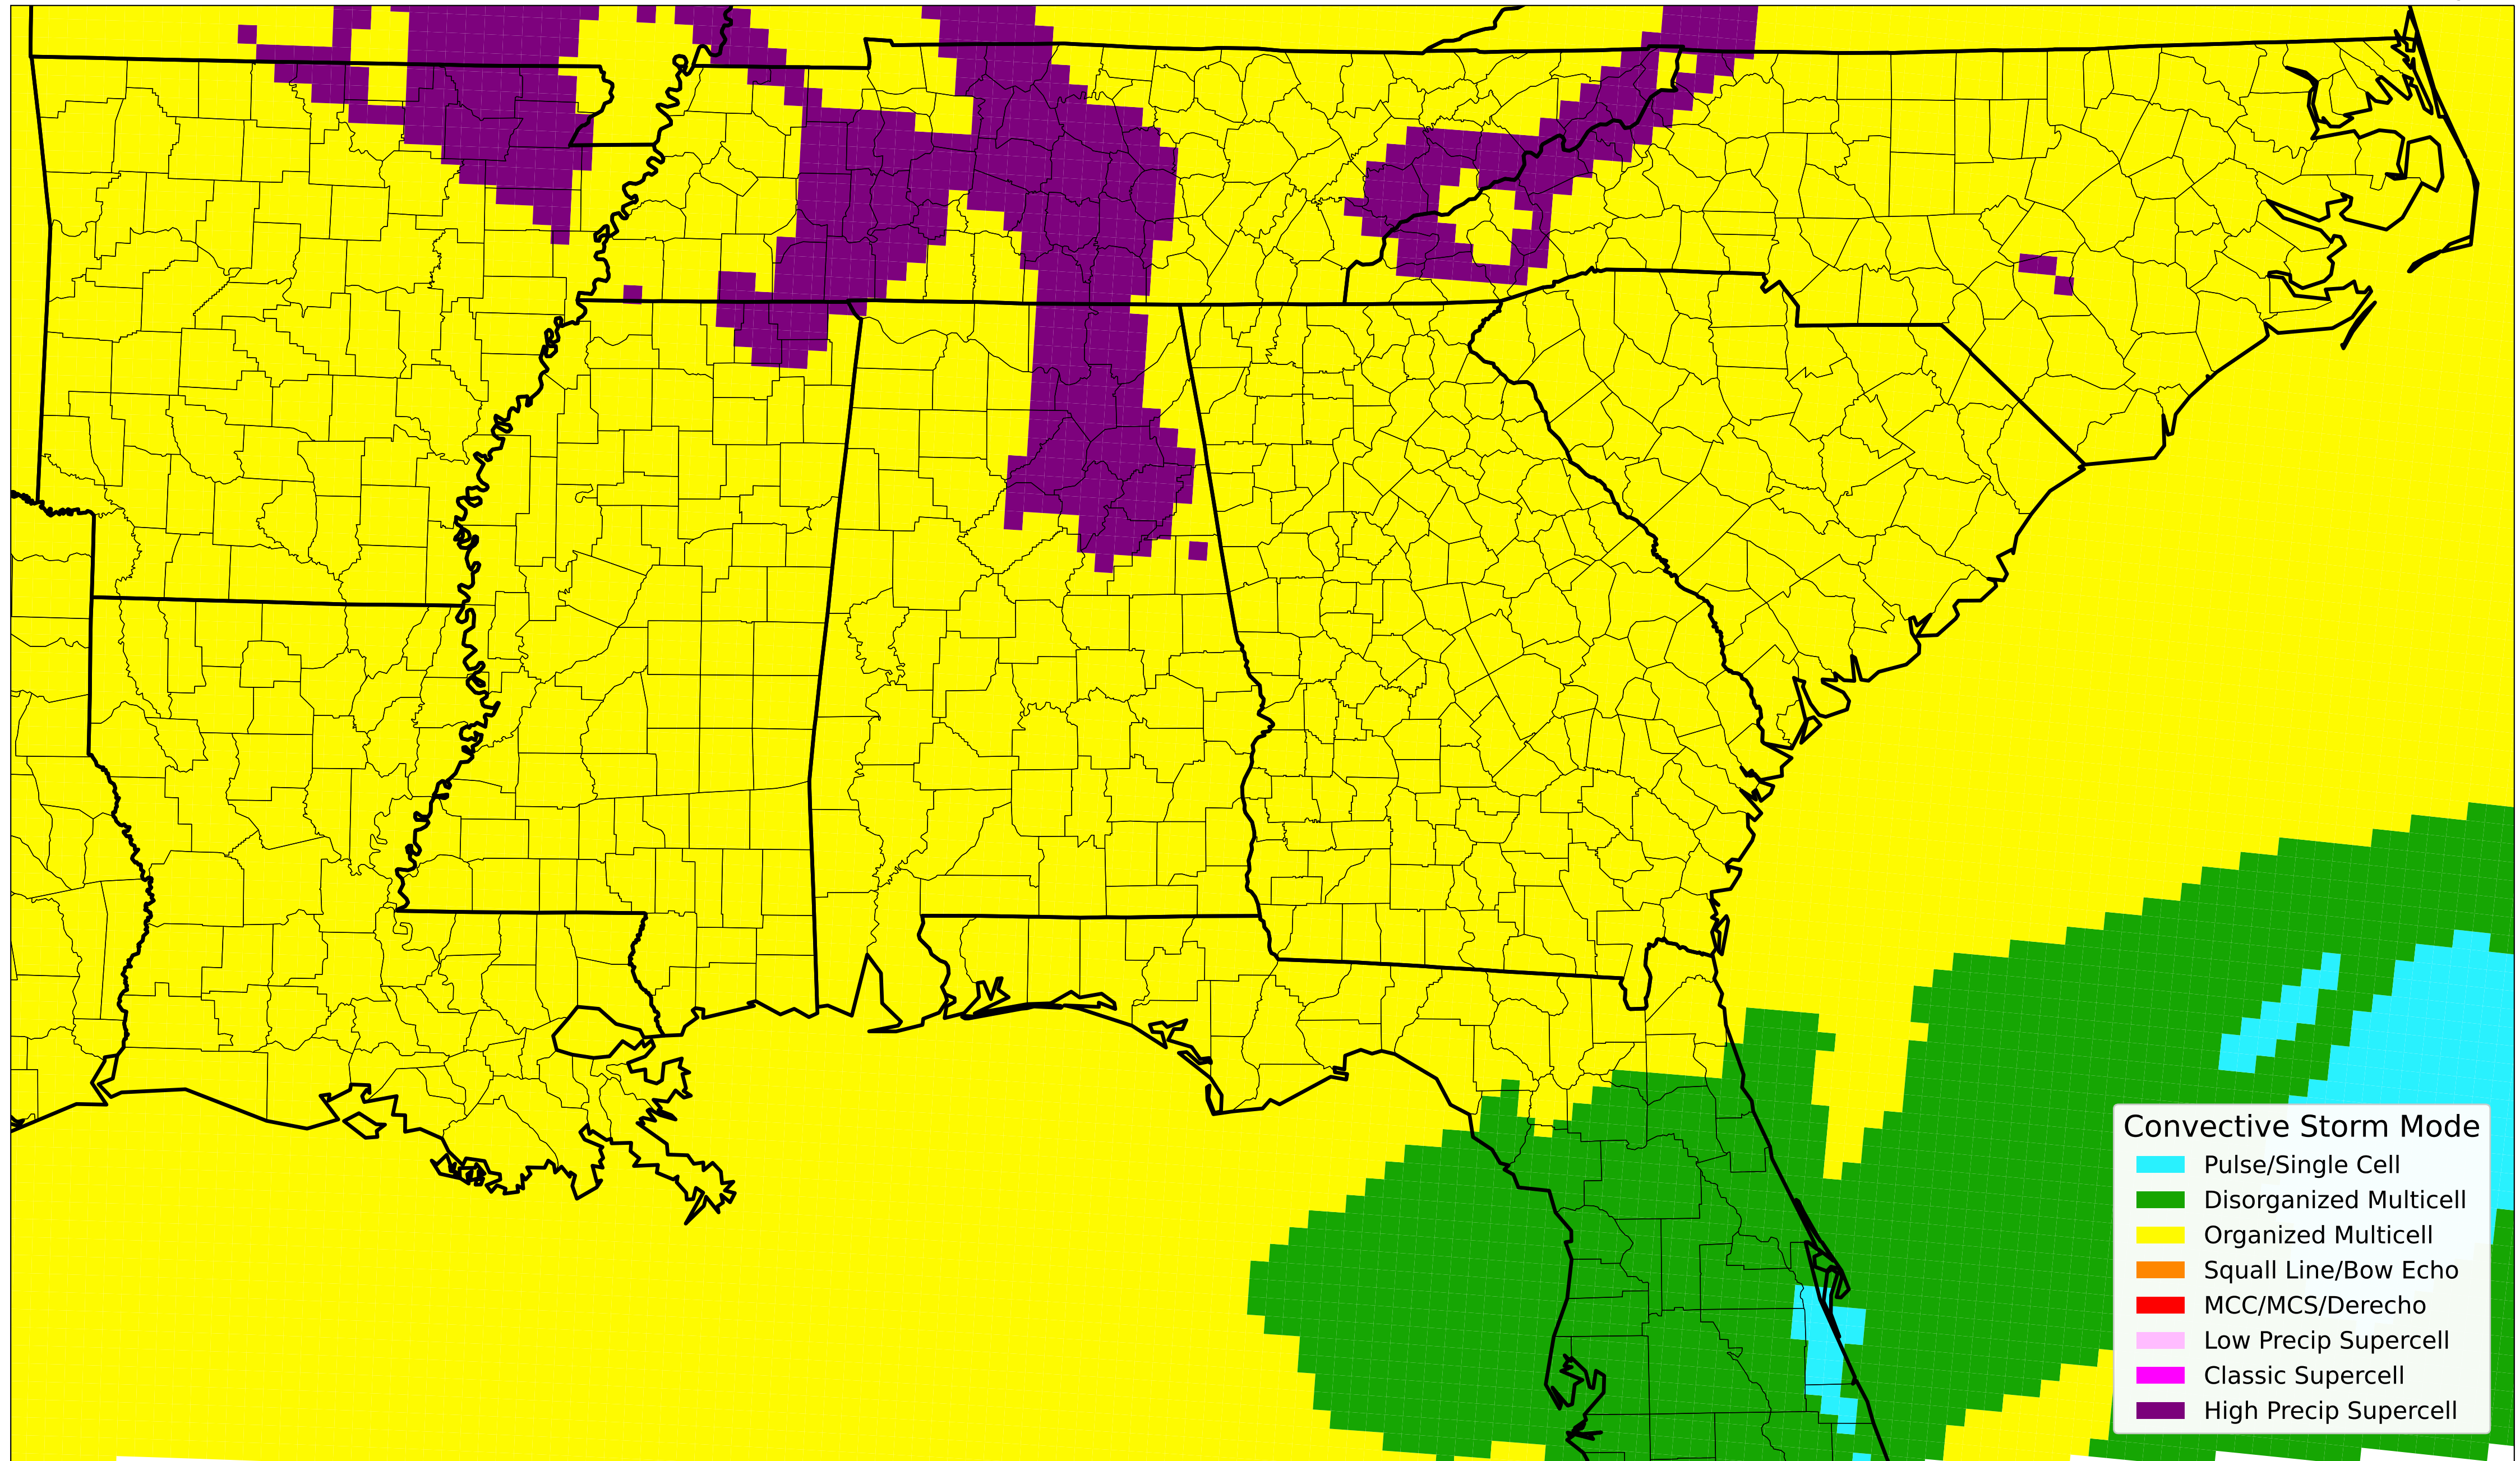 Convective Storm Mode
Pulse/Single Cell
Disorganized Multicell
Organized Multicell
Squall Line/Bow Echo
MCC/MCS/Derecho
Low Precip Supercell
Classic Supercell
High Precip Supercell